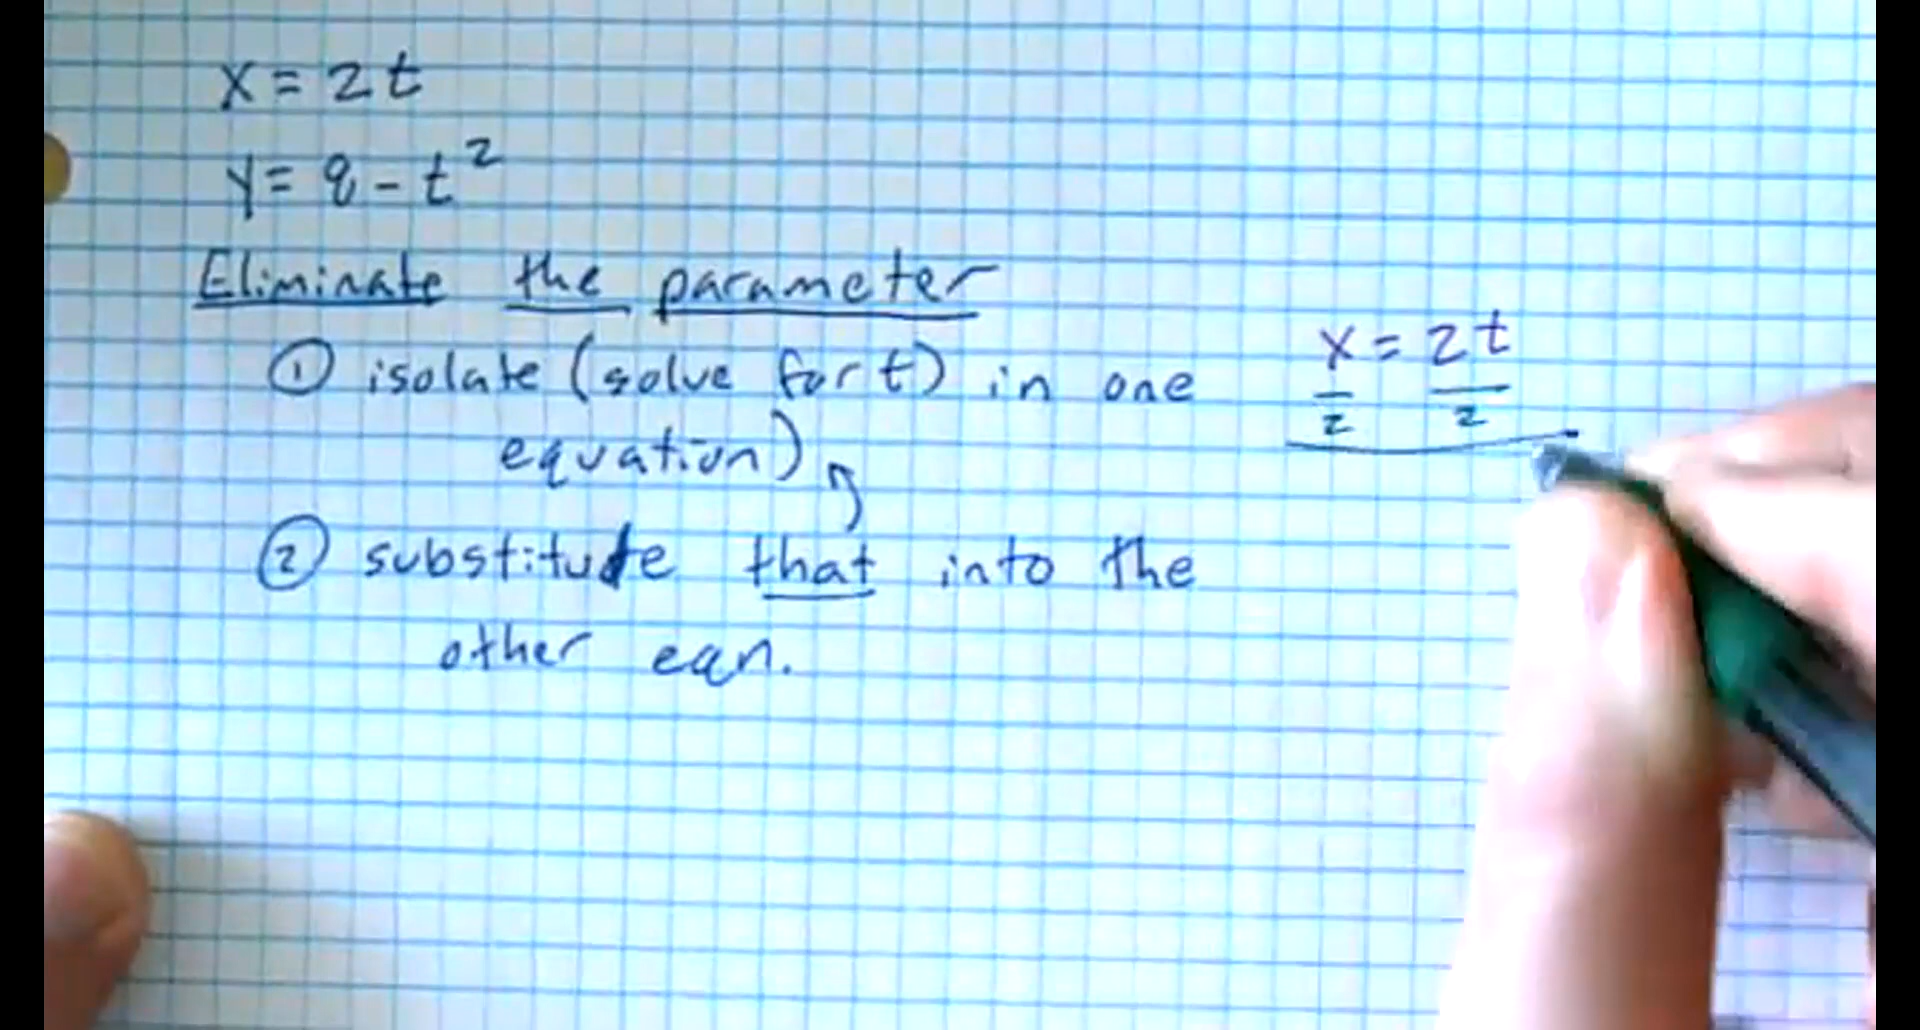 x = 2t
y = 8 - t²
Eliminate the parameter
① isolate (solve for t) in one
equation)
② substitute that into the
other eqn.
x = 2t
2 2